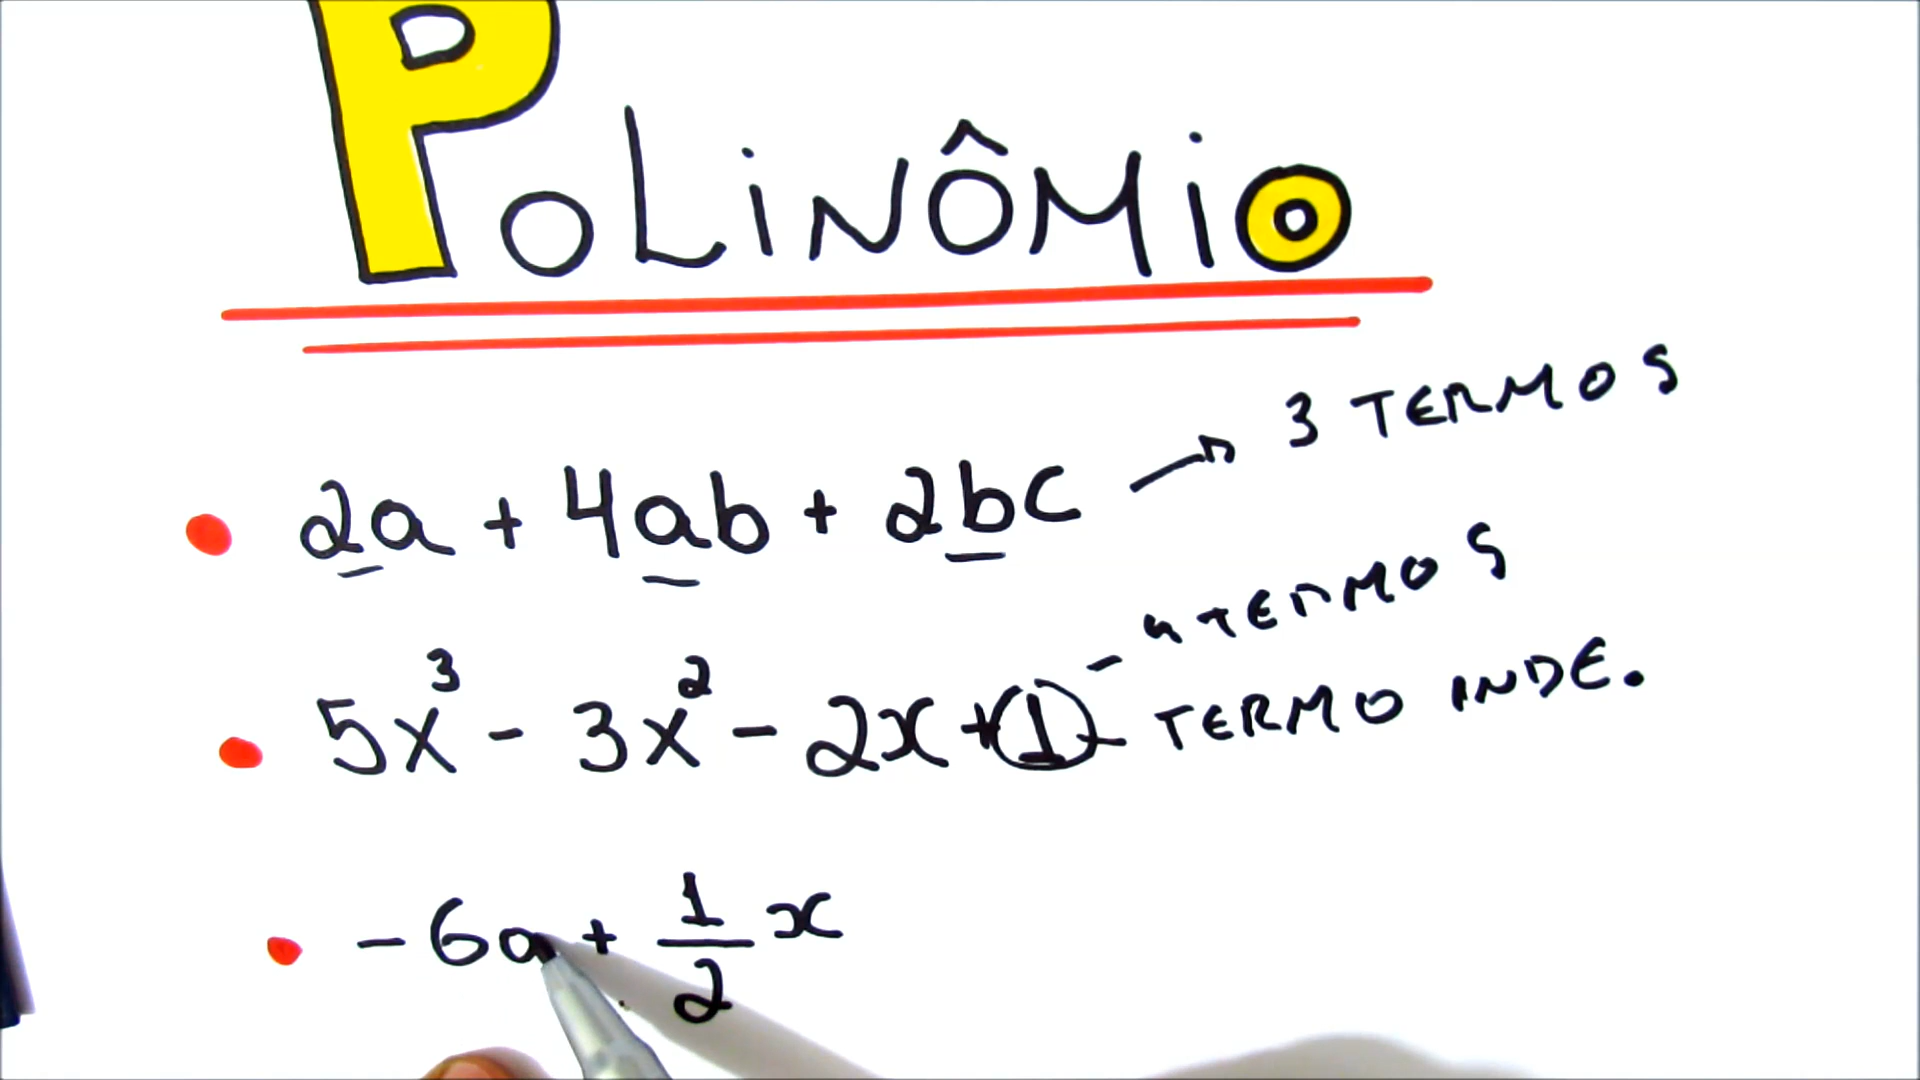 POLINÔMIO
2a + 4ab + 2bc → 3 TERMOS
5x³ - 3x² - 2x + 1 - 4 TERMOS
TERMO INDE.
- 6a + 1/2 x